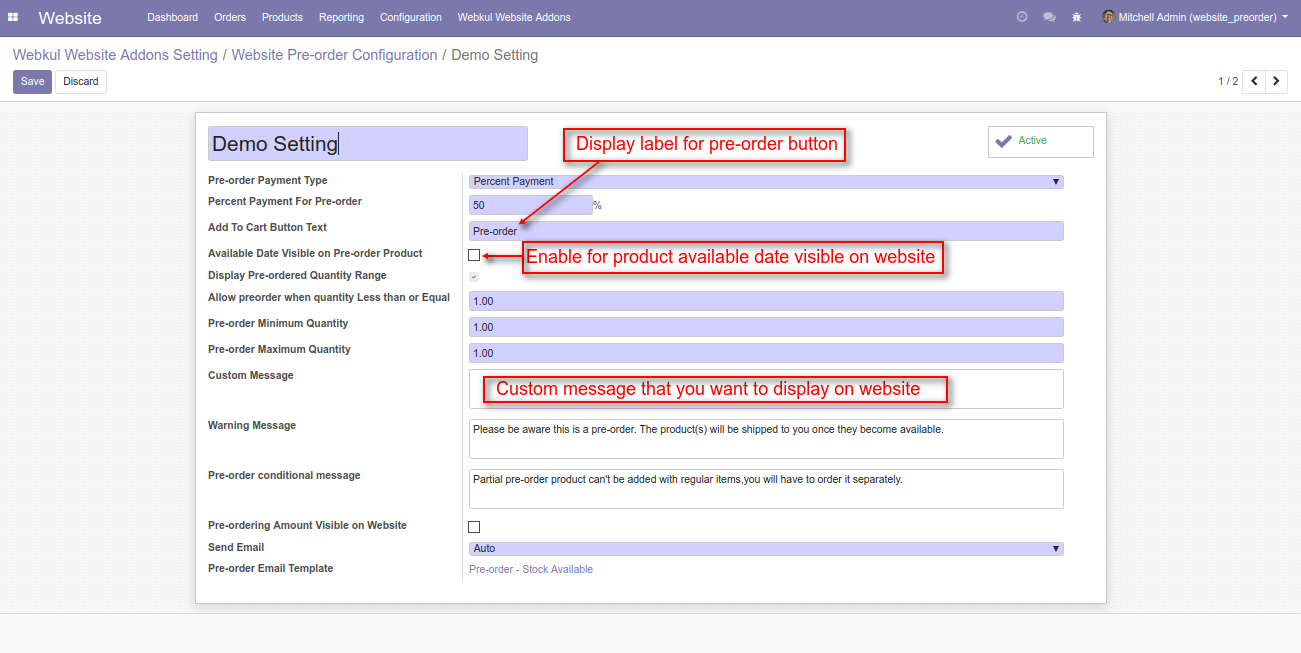 Website Dashboard Orders Products Reporting Configuration Webkul Website Addons Mitchell Admin (website_preorder)
Webkul Website Addons Setting / Website Pre-order Configuration / Demo Setting
Save Discard 1 / 2
Demo Setting Display label for pre-order button Active
Pre-order Payment Type Percent Payment
Percent Payment For Pre-order 50 %
Add To Cart Button Text Pre-order
Available Date Visible on Pre-order Product Enable for product available date visible on website
Display Pre-ordered Quantity Range
Allow preorder when quantity Less than or Equal 1.00
Pre-order Minimum Quantity 1.00
Pre-order Maximum Quantity 1.00
Custom Message Custom message that you want to display on website
Warning Message Please be aware this is a pre-order. The product(s) will be shipped to you once they become available.
Pre-order conditional message Partial pre-order product can't be added with regular items,you will have to order it separately.
Pre-ordering Amount Visible on Website
Send Email Auto
Pre-order Email Template Pre-order - Stock Available